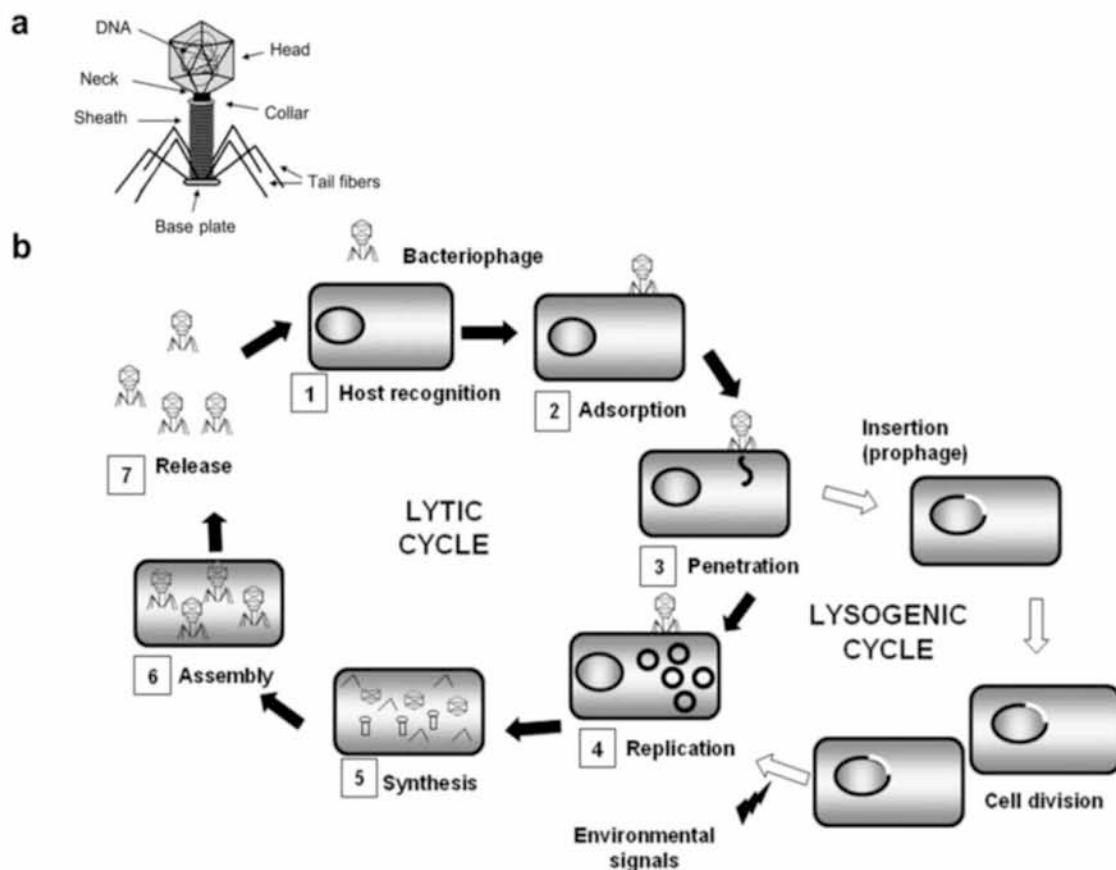 a
DNA
Head
Neck
Collar
Sheath
Tail fibers
Base plate
b
Bacteriophage
1 Host recognition
2 Adsorption
3 Penetration
Insertion
(prophage)
LYTIC
CYCLE
LYSOGENIC
CYCLE
4 Replication
5 Synthesis
6 Assembly
7 Release
Cell division
Environmental
signals